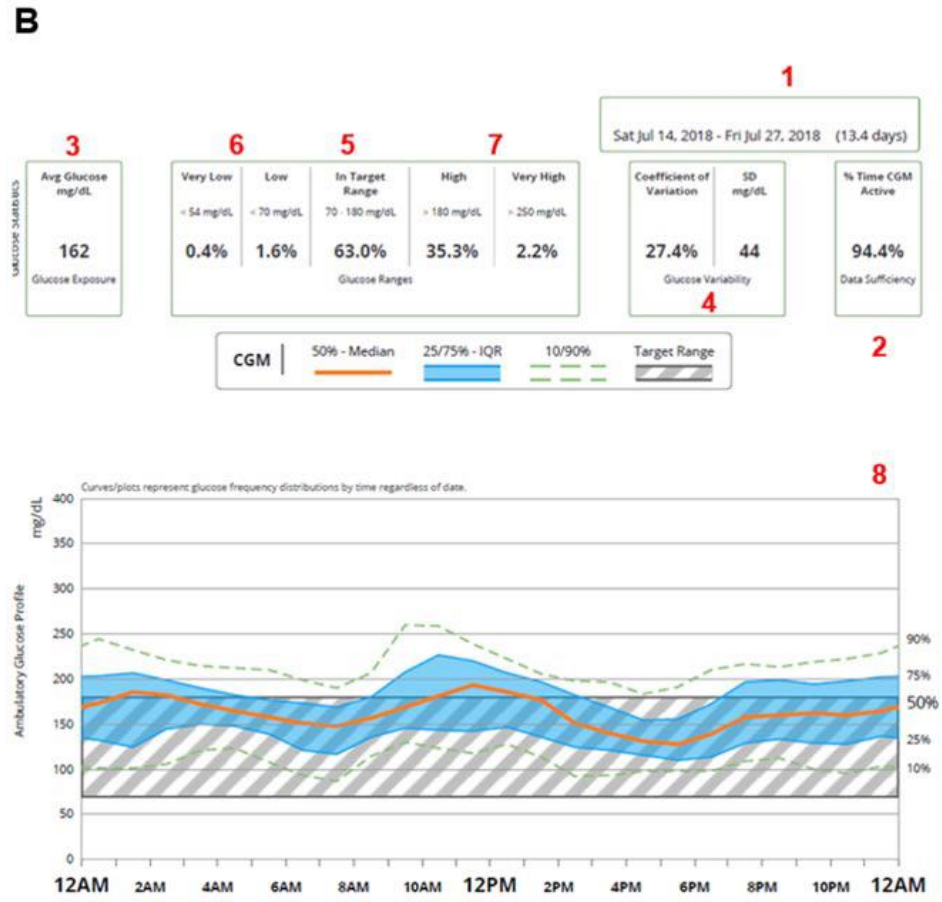 B
1
Sat Jul 14, 2018 - Fri Jul 27, 2018 (13.4 days)
3 6 5 7
Glucose Statistics
Avg Glucose mg/dL
162
Glucose Exposure
Very Low Low In Target Range High Very High
< 54 mg/dL < 70 mg/dL 70 - 180 mg/dL > 180 mg/dL > 250 mg/dL
0.4% 1.6% 63.0% 35.3% 2.2%
Glucose Ranges
Coefficient of Variation SD mg/dL
27.4% 44
Glucose Variability
4
% Time CGM Active
94.4%
Data Sufficiency
2
CGM 50% - Median 25/75% - IQR 10/90% Target Range
8
Curves/plots represent glucose frequency distributions by time regardless of date.
mg/dL
Ambulatory Glucose Profile
400
350
300
250
200
150
100
50
0
90%
75%
50%
25%
10%
12AM 2AM 4AM 6AM 8AM 10AM 12PM 2PM 4PM 6PM 8PM 10PM 12AM